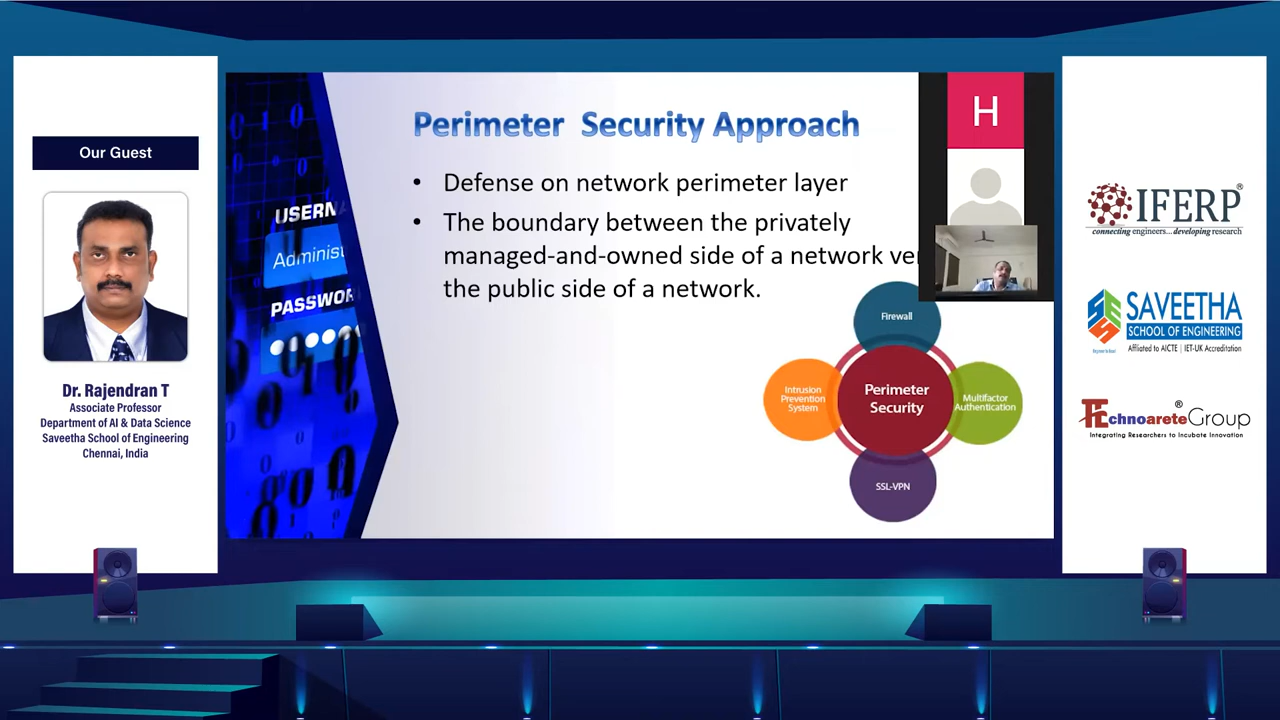 Our Guest
Dr. Rajendran T
Associate Professor
Department of AI & Data Science
Saveetha School of Engineering
Chennai, India
Perimeter Security Approach
• Defense on network perimeter layer
• The boundary between the privately
managed-and-owned side of a network
the public side of a network.
USERN
Administ
PASSWOR
H
Firewall
Intrusion
Prevention
System
Perimeter
Security
Multifactor
Authentication
SSL-VPN
IFERP®
connecting engineers... developing research
SAVEETHA
SCHOOL OF ENGINEERING
Affiliated to AICTE | IET-UK Accreditation
Technoarete Group®
Integrating Researchers to Incubate Innovation